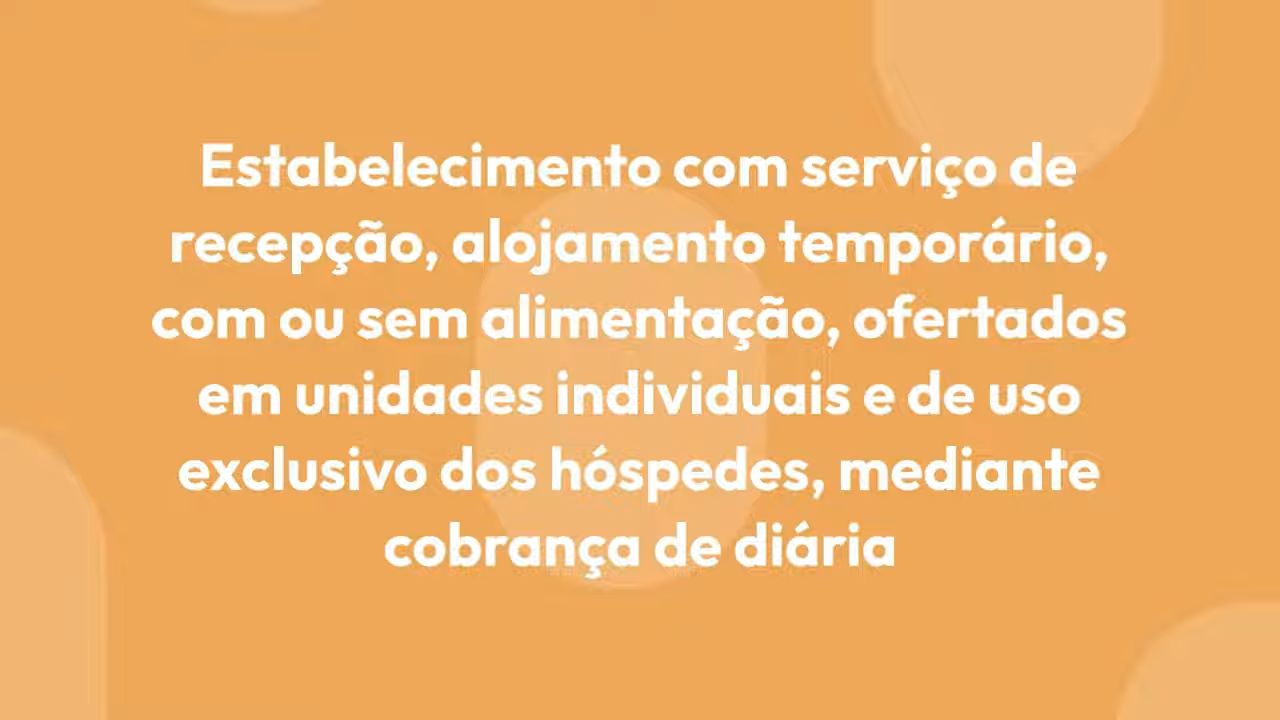 Estabelecimento com serviço de
recepção, alojamento temporário,
com ou sem alimentação, ofertados
em unidades individuais e de uso
exclusivo dos hóspedes, mediante
cobrança de diária